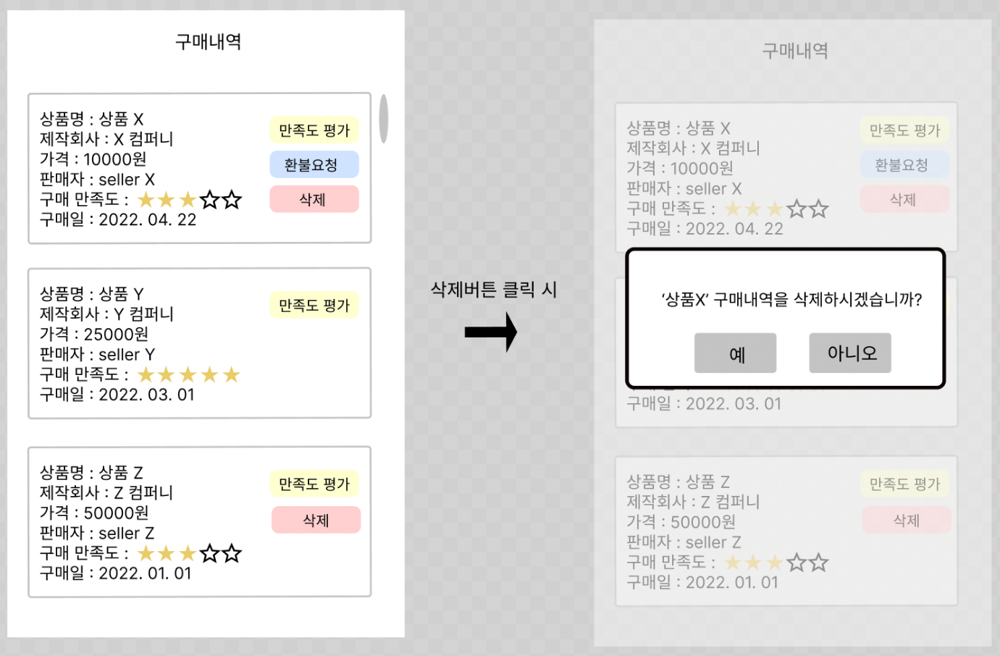 구매내역
상품명 : 상품 X
제작회사 : X 컴퍼니
가격 : 10000원
판매자 : seller X
구매 만족도 : ★★★☆☆
구매일 : 2022. 04. 22
만족도 평가
환불요청
삭제
상품명 : 상품 Y
제작회사 : Y 컴퍼니
가격 : 25000원
판매자 : seller Y
구매 만족도 : ★★★★★
구매일 : 2022. 03. 01
만족도 평가
상품명 : 상품 Z
제작회사 : Z 컴퍼니
가격 : 50000원
판매자 : seller Z
구매 만족도 : ★★★☆☆
구매일 : 2022. 01. 01
만족도 평가
삭제
삭제버튼 클릭 시
구매내역
상품명 : 상품 X
제작회사 : X 컴퍼니
가격 : 10000원
판매자 : seller X
구매 만족도 : ★★★☆☆
구매일 : 2022. 04. 22
만족도 평가
환불요청
삭제
‘상품X’ 구매내역을 삭제하시겠습니까?
예
아니오
구매일 : 2022. 03. 01
상품명 : 상품 Z
제작회사 : Z 컴퍼니
가격 : 50000원
판매자 : seller Z
구매 만족도 : ★★★☆☆
구매일 : 2022. 01. 01
만족도 평가
삭제